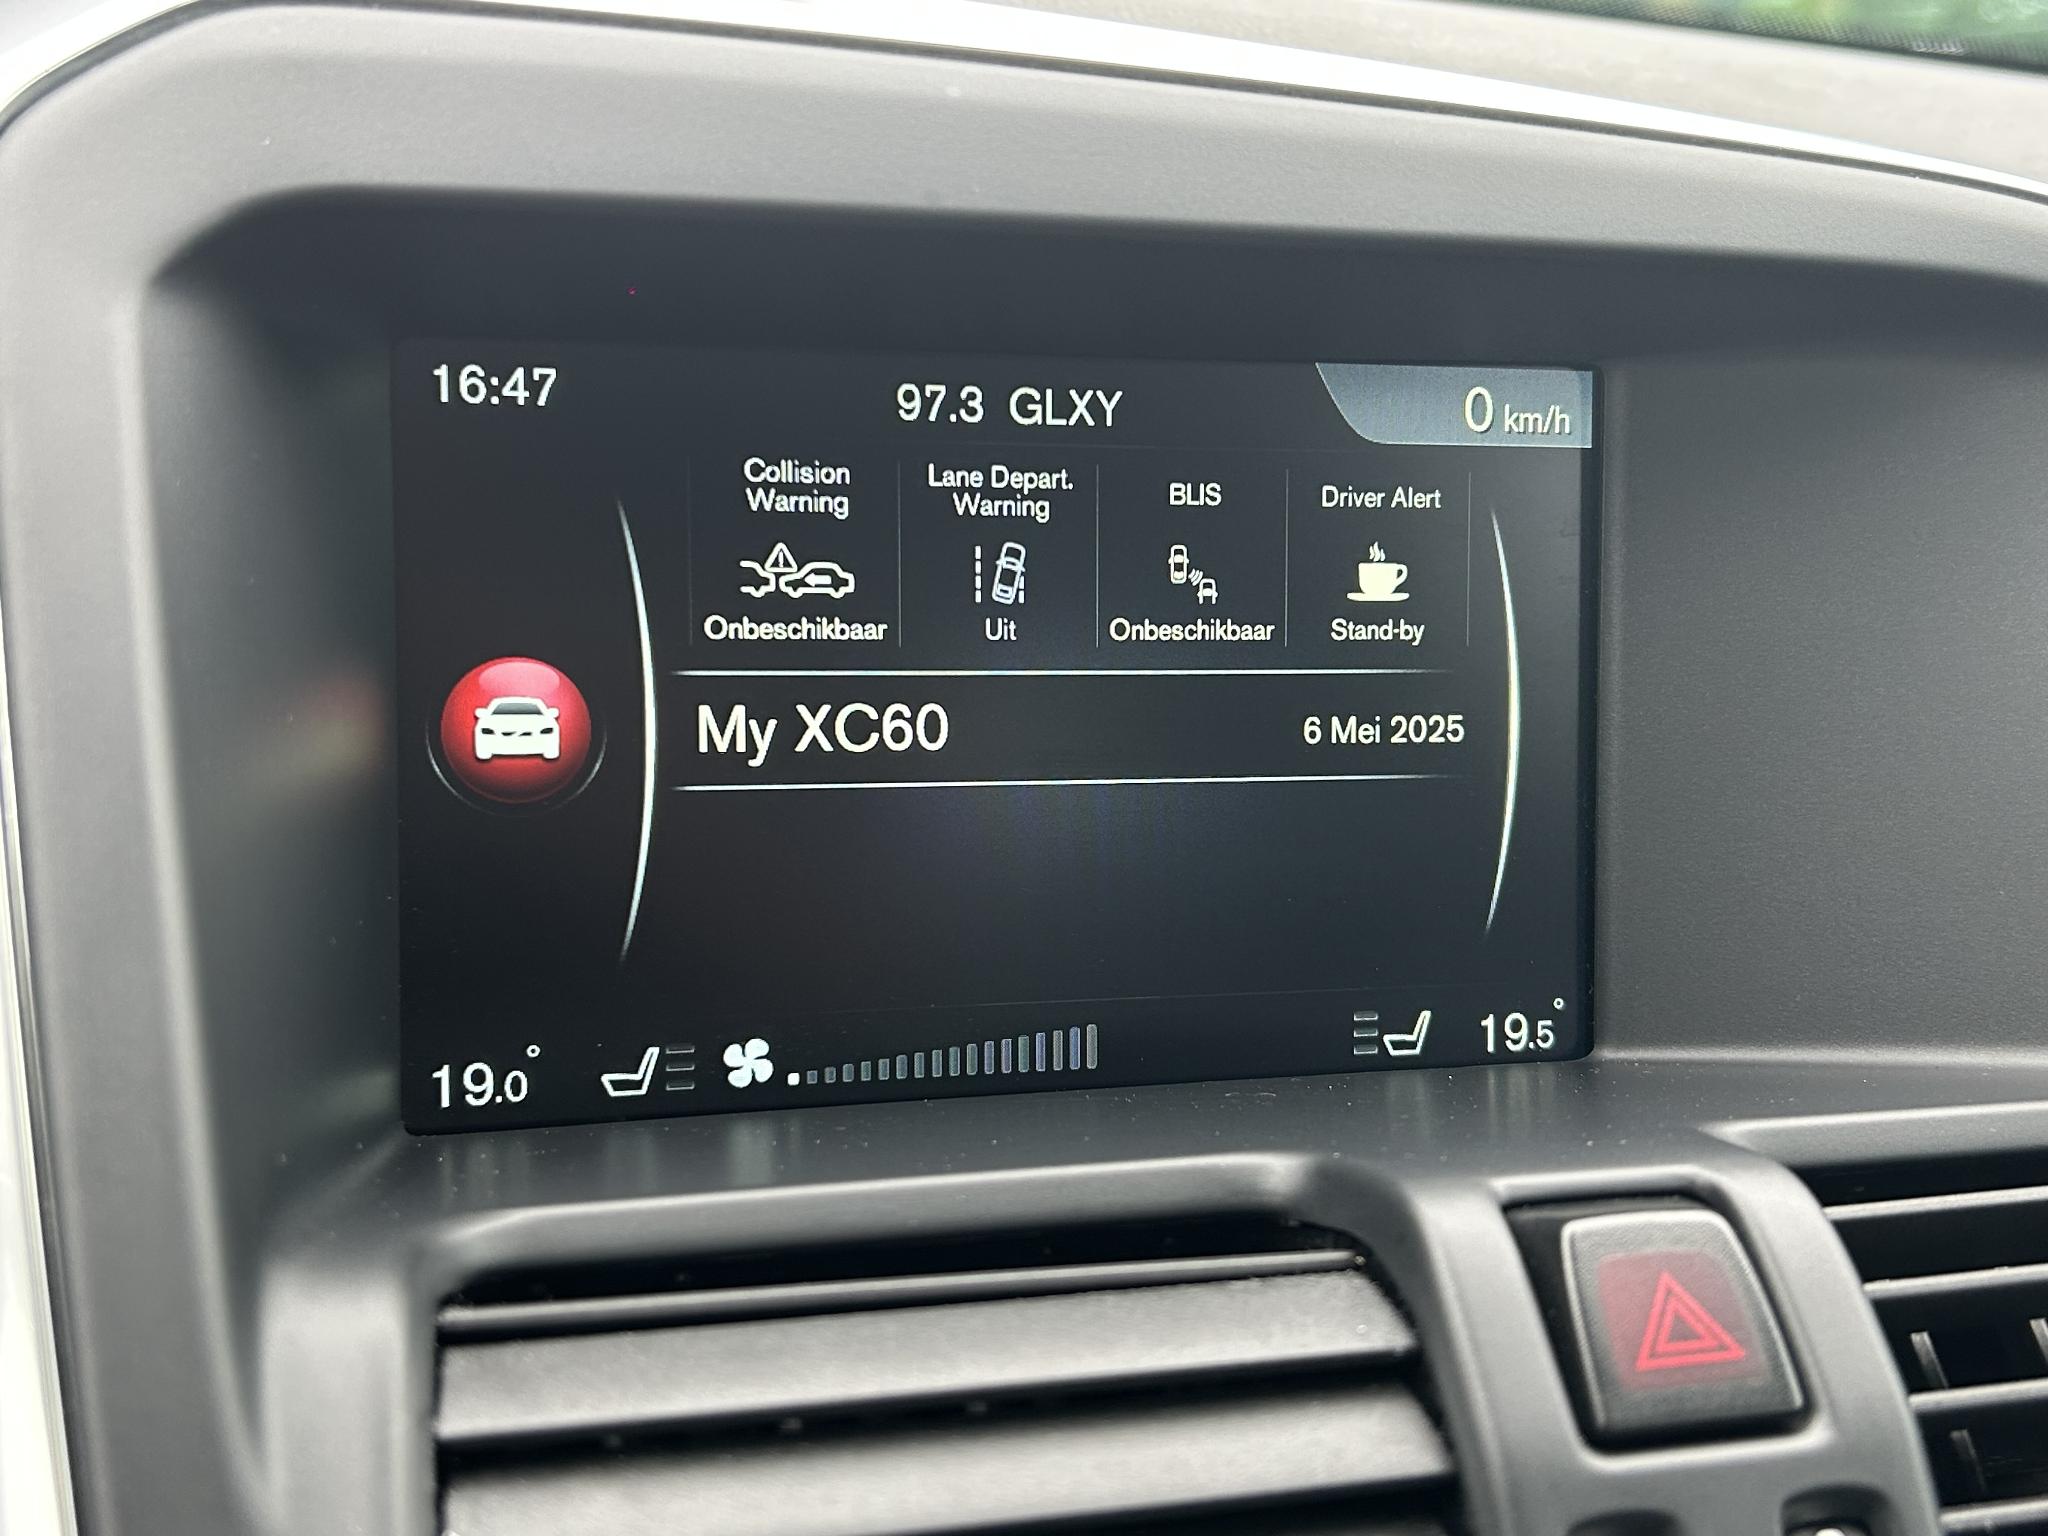 16:47
97.3 GLXY
0 km/h
Collision
Warning
Lane Depart.
Warning
BLIS
Driver Alert
Onbeschikbaar
Uit
Onbeschikbaar
Stand-by
My XC60
6 Mei 2025
19.0°
19.5°